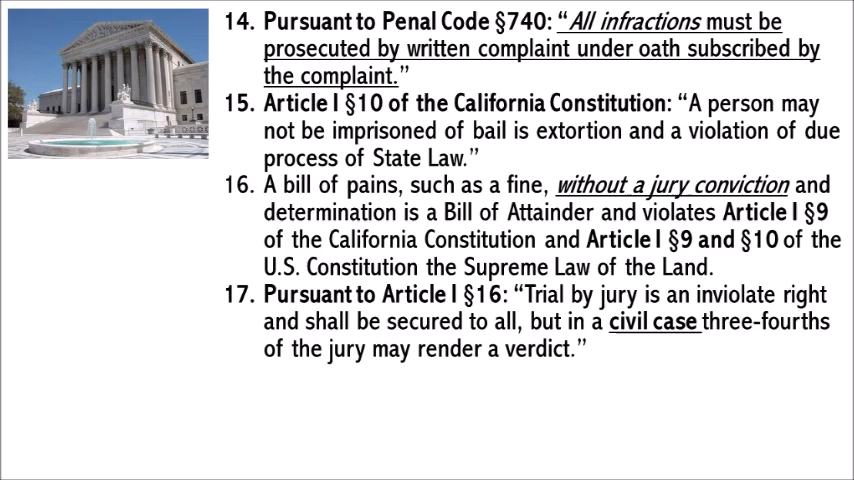 14. Pursuant to Penal Code §740: “All infractions must be
prosecuted by written complaint under oath subscribed by
the complaint.”
15. Article I §10 of the California Constitution: “A person may
not be imprisoned of bail is extortion and a violation of due
process of State Law.”
16. A bill of pains, such as a fine, without a jury conviction and
determination is a Bill of Attainder and violates Article I §9
of the California Constitution and Article I §9 and §10 of the
U.S. Constitution the Supreme Law of the Land.
17. Pursuant to Article I §16: “Trial by jury is an inviolate right
and shall be secured to all, but in a civil case three-fourths
of the jury may render a verdict.”